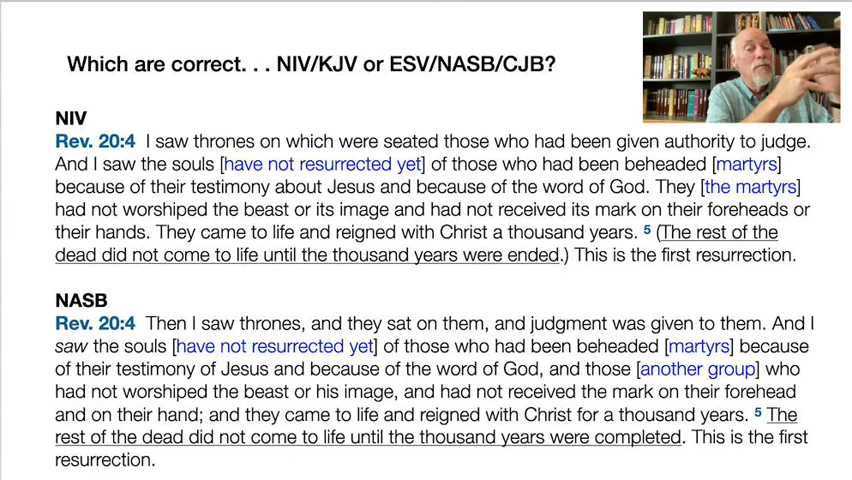 Which are correct. . . NIV/KJV or ESV/NASB/CJB?
NIV
Rev. 20:4 I saw thrones on which were seated those who had been given authority to judge.
And I saw the souls [have not resurrected yet] of those who had been beheaded [martyrs]
because of their testimony about Jesus and because of the word of God. They [the martyrs]
had not worshiped the beast or its image and had not received its mark on their foreheads or
their hands. They came to life and reigned with Christ a thousand years. 5 (The rest of the
dead did not come to life until the thousand years were ended.) This is the first resurrection.
NASB
Rev. 20:4 Then I saw thrones, and they sat on them, and judgment was given to them. And I
saw the souls [have not resurrected yet] of those who had been beheaded [martyrs] because
of their testimony of Jesus and because of the word of God, and those [another group] who
had not worshiped the beast or his image, and had not received the mark on their forehead
and on their hand; and they came to life and reigned with Christ for a thousand years. 5 The
rest of the dead did not come to life until the thousand years were completed. This is the first
resurrection.